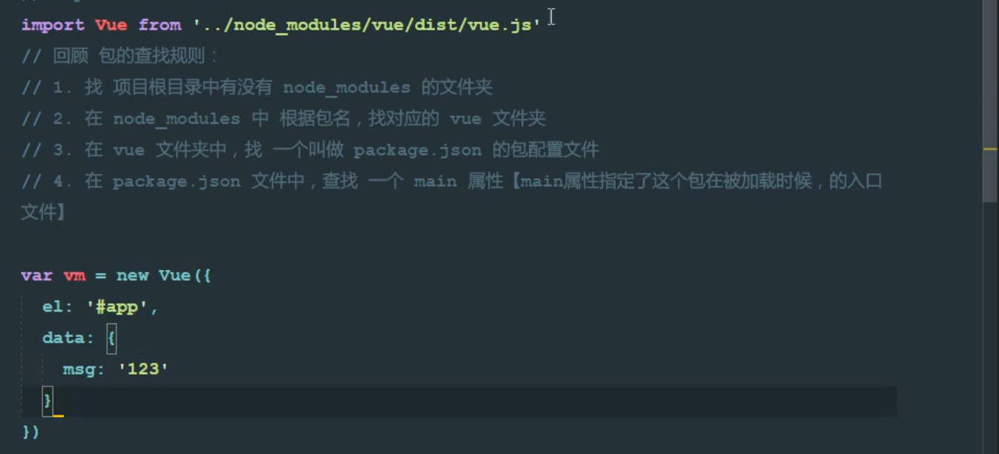 import Vue from '../node_modules/vue/dist/vue.js'
// 回顾 包的查找规则：
// 1. 找 项目根目录中有没有 node_modules 的文件夹
// 2. 在 node_modules 中 根据包名，找对应的 vue 文件夹
// 3. 在 vue 文件夹中，找 一个叫做 package.json 的包配置文件
// 4. 在 package.json 文件中，查找 一个 main 属性【main属性指定了这个包在被加载时候，的入口
文件】
var vm = new Vue({
  el: '#app',
  data: {
    msg: '123'
  }
})